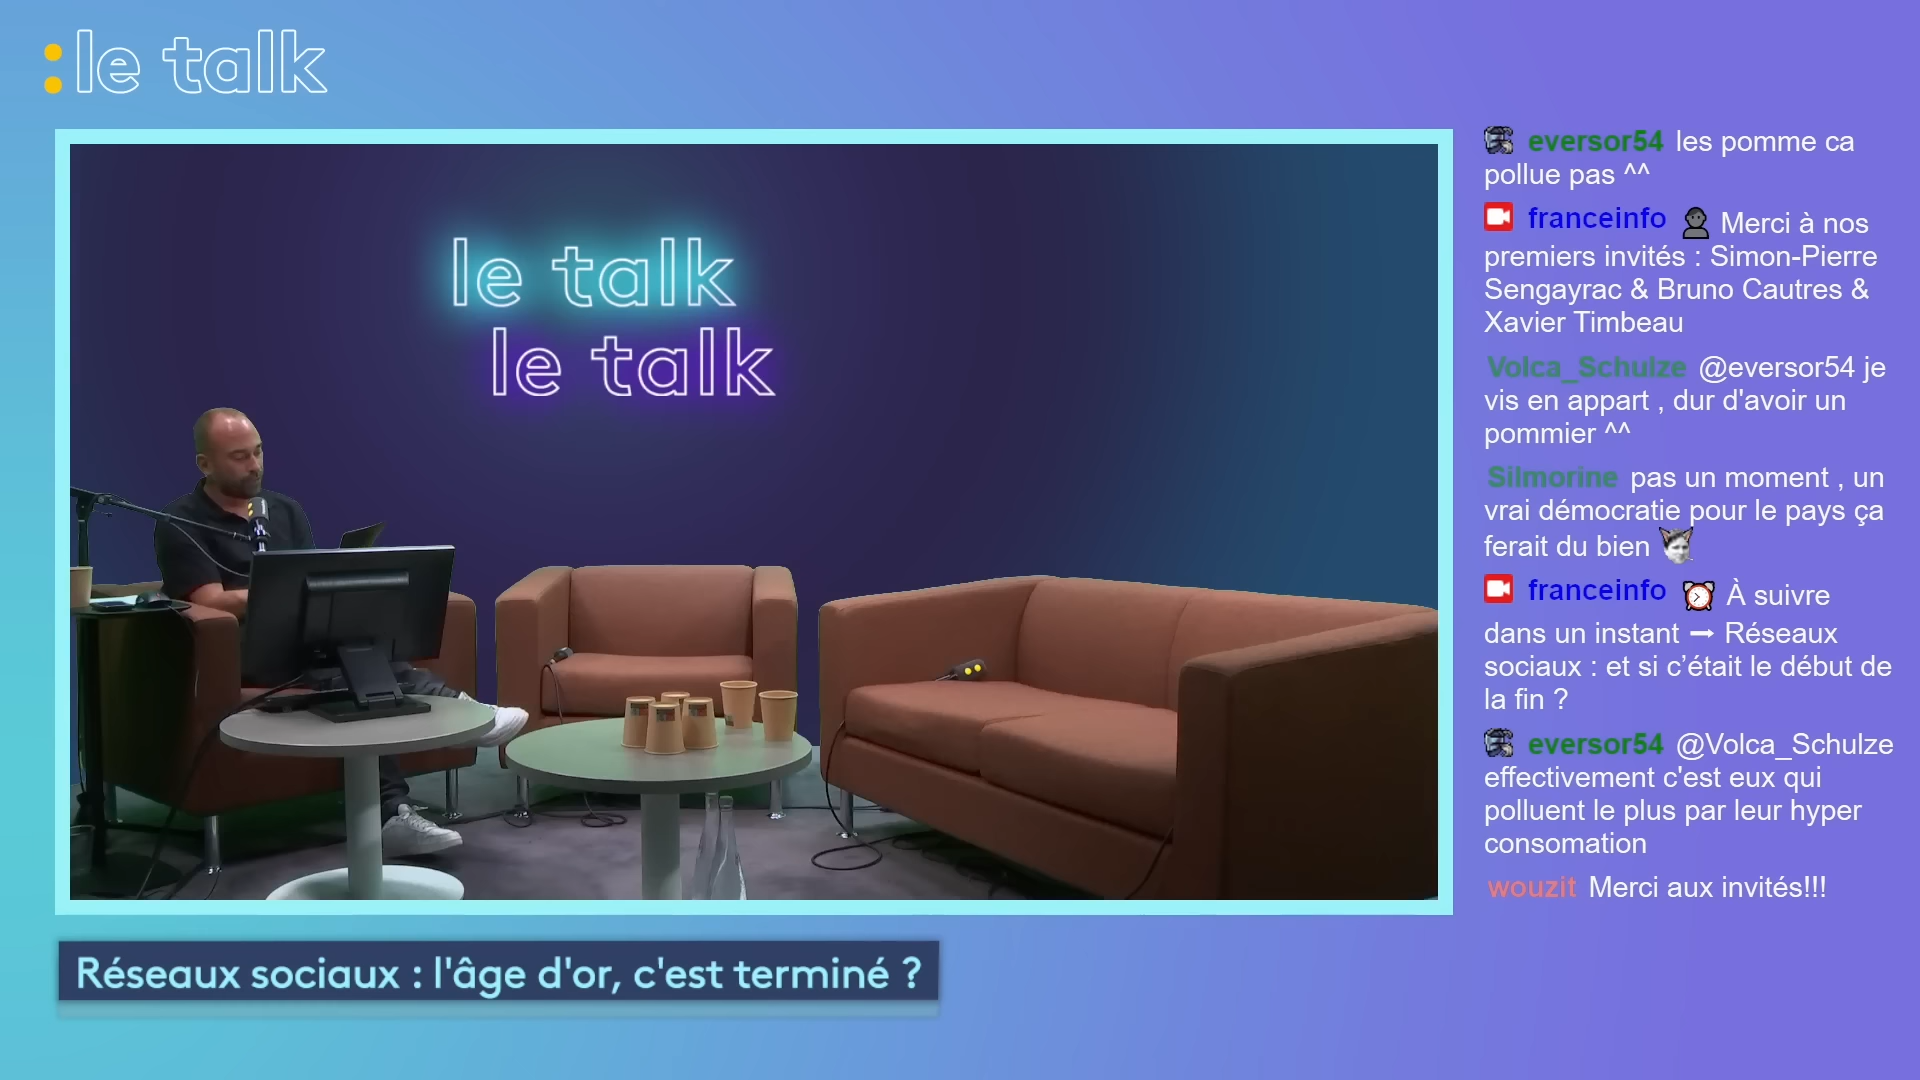 :le talk
le talk
le talk
eversor54 les pomme ca
pollue pas ^^
franceinfo Merci à nos
premiers invités : Simon-Pierre
Sengayrac & Bruno Cautres &
Xavier Timbeau
Volca_Schulze @eversor54 je
vis en appart , dur d'avoir un
pommier ^^
Silmorine pas un moment , un
vrai démocratie pour le pays ça
ferait du bien
franceinfo À suivre
dans un instant ➞ Réseaux
sociaux : et si c’était le début de
la fin ?
eversor54 @Volca_Schulze
effectivement c'est eux qui
polluent le plus par leur hyper
consomation
wouzit Merci aux invités!!!
Réseaux sociaux : l'âge d'or, c'est terminé ?